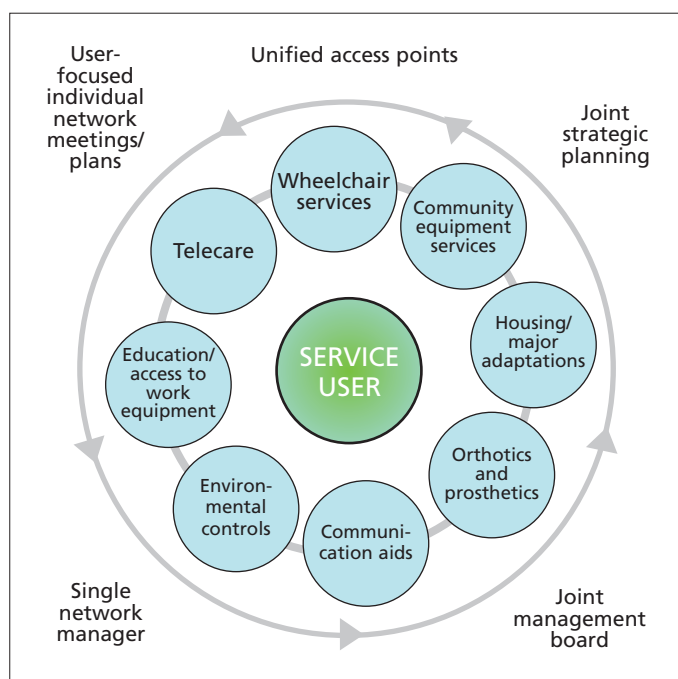 User-
focused
individual
network
meetings/
plans
Unified access points
Joint
strategic
planning
Wheelchair
services
Community
equipment
services
Telecare
Housing/
major
adaptations
SERVICE
USER
Education/
access to
work
equipment
Orthotics
and
prosthetics
Environ-
mental
controls
Communi-
cation aids
Single
network
manager
Joint
management
board